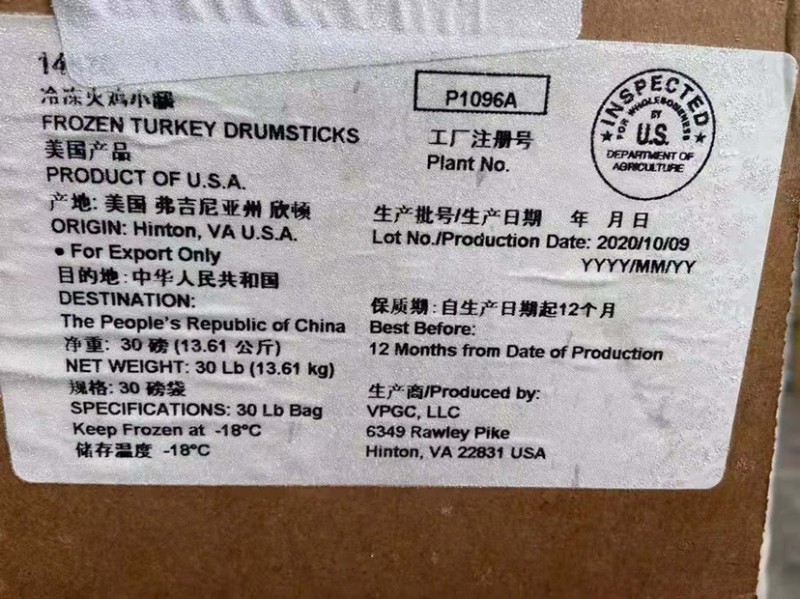 冷冻火鸡小腿
FROZEN TURKEY DRUMSTICKS
美国产品
PRODUCT OF U.S.A.
产地: 美国 弗吉尼亚州 欣顿
ORIGIN: Hinton, VA U.S.A.
• For Export Only
目的地: 中华人民共和国
DESTINATION:
The People's Republic of China
净重: 30 磅 (13.61 公斤)
NET WEIGHT: 30 Lb (13.61 kg)
规格: 30 磅袋
SPECIFICATIONS: 30 Lb Bag
Keep Frozen at -18°C
储存温度 -18°C
P1096A
工厂注册号
Plant No.
INSPECTED
FOR WHOLESOMENESS
BY
U.S.
DEPARTMENT OF
AGRICULTURE
生产批号/生产日期 年 月 日
Lot No./Production Date: 2020/10/09
YYYY/MM/YY
保质期: 自生产日期起12个月
Best Before:
12 Months from Date of Production
生产商/Produced by:
VPGC, LLC
6349 Rawley Pike
Hinton, VA 22831 USA